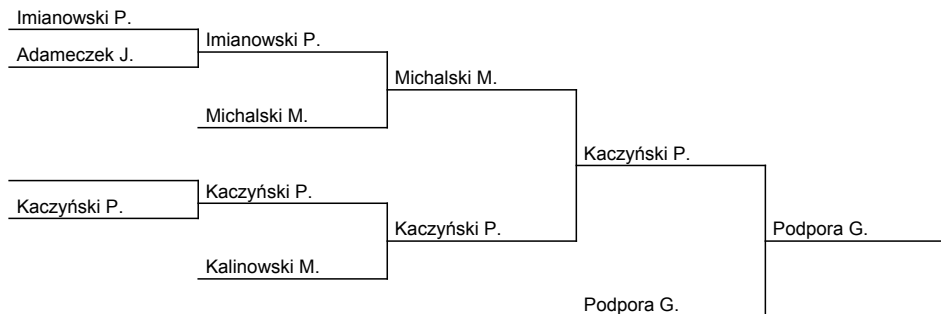 Imianowski P.
Adameczek J.
Imianowski P.
Michalski M.
Michalski M.
Kaczyński P.
Kaczyński P.
Kaczyński P.
Kaczyński P.
Podpora G.
Kalinowski M.
Podpora G.